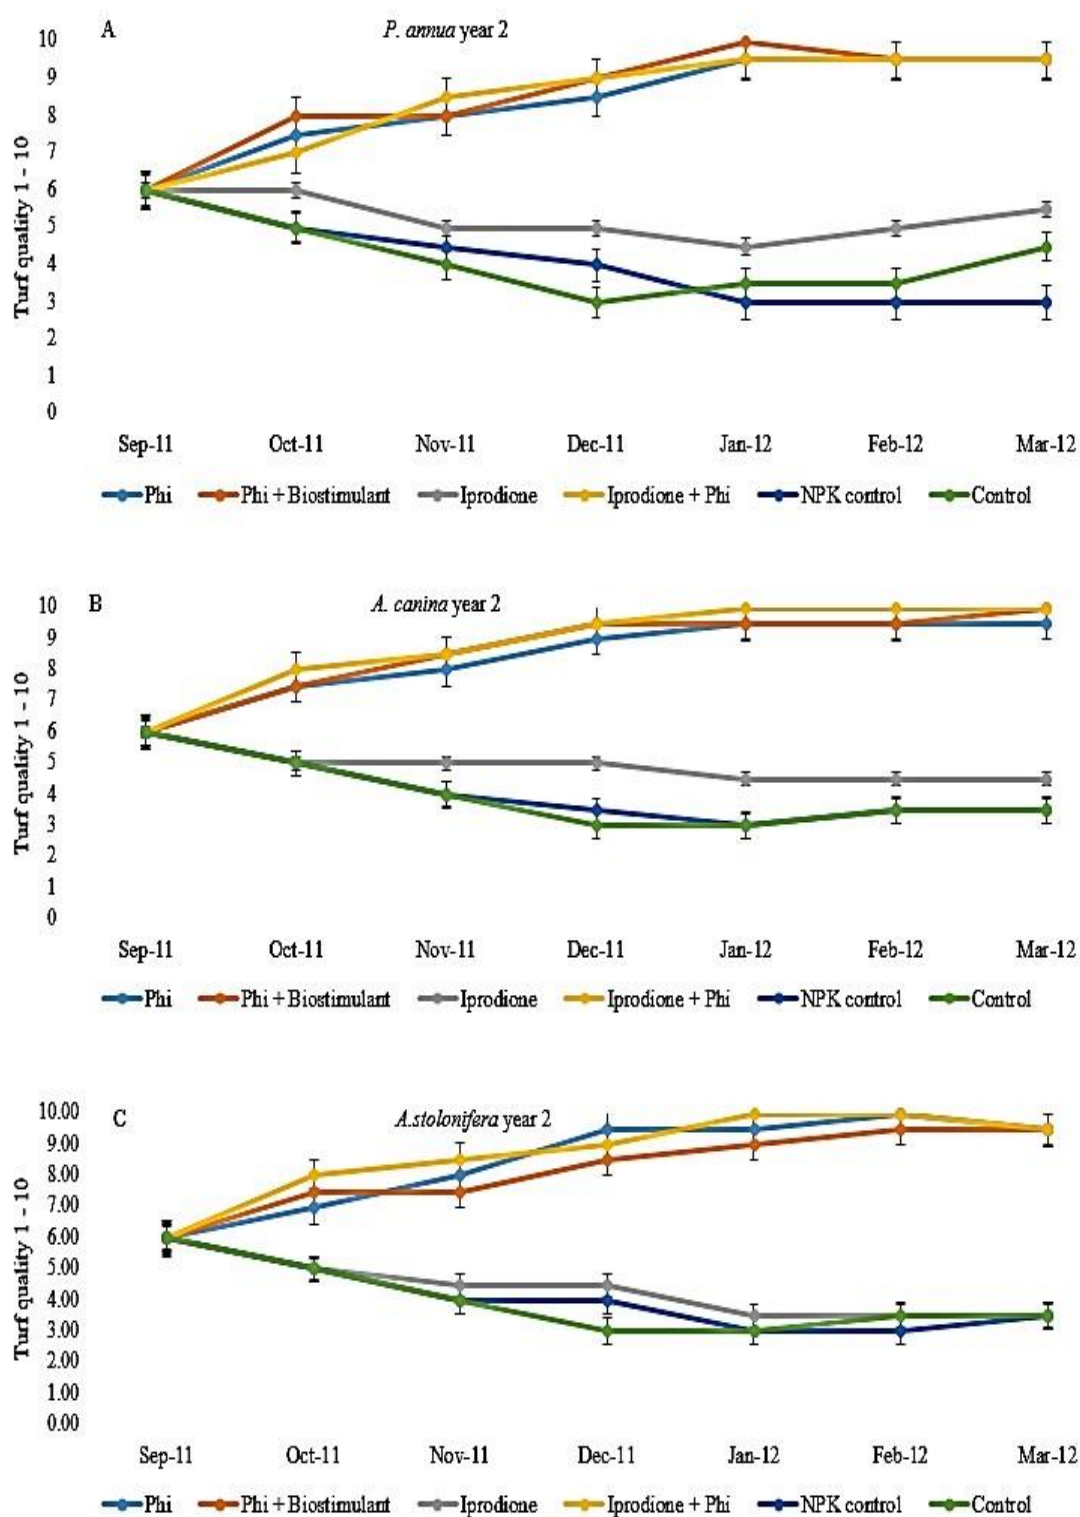 A
P. annua year 2
Turf quality 1 - 10
10
9
8
7
6
5
4
3
2
1
0
Sep-11 Oct-11 Nov-11 Dec-11 Jan-12 Feb-12 Mar-12
Phi Phi + Biostimulant Iprodione Iprodione + Phi NPK control Control
B
A. canina year 2
Turf quality 1 - 10
10
9
8
7
6
5
4
3
2
1
0
Sep-11 Oct-11 Nov-11 Dec-11 Jan-12 Feb-12 Mar-12
Phi Phi + Biostimulant Iprodione Iprodione + Phi NPK control Control
C
A.stolonifera year 2
Turf quality 1 - 10
10.00
9.00
8.00
7.00
6.00
5.00
4.00
3.00
2.00
1.00
0.00
Sep-11 Oct-11 Nov-11 Dec-11 Jan-12 Feb-12 Mar-12
Phi Phi + Biostimulant Iprodione Iprodione + Phi NPK control Control